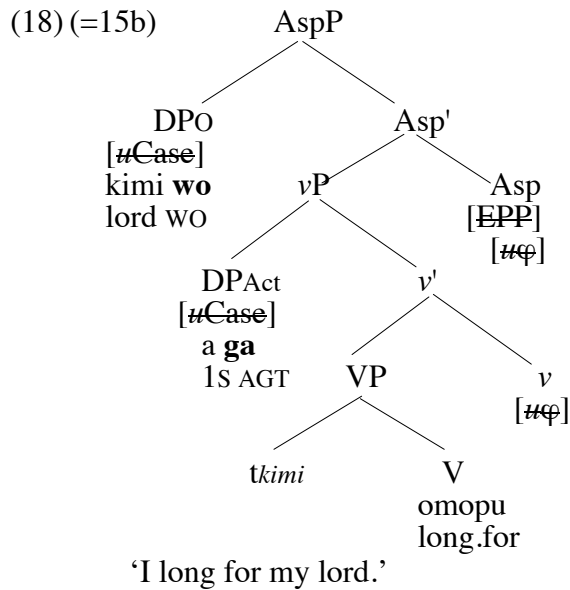 (18) (=15b) AspP
DPO Asp'
[uCase]
kimi wo vP Asp
lord WO [EPP]
[uφ]
DPAct v'
[uCase]
a ga
1S AGT VP v
[uφ]
tkimi V
omopu
long.for
‘I long for my lord.’